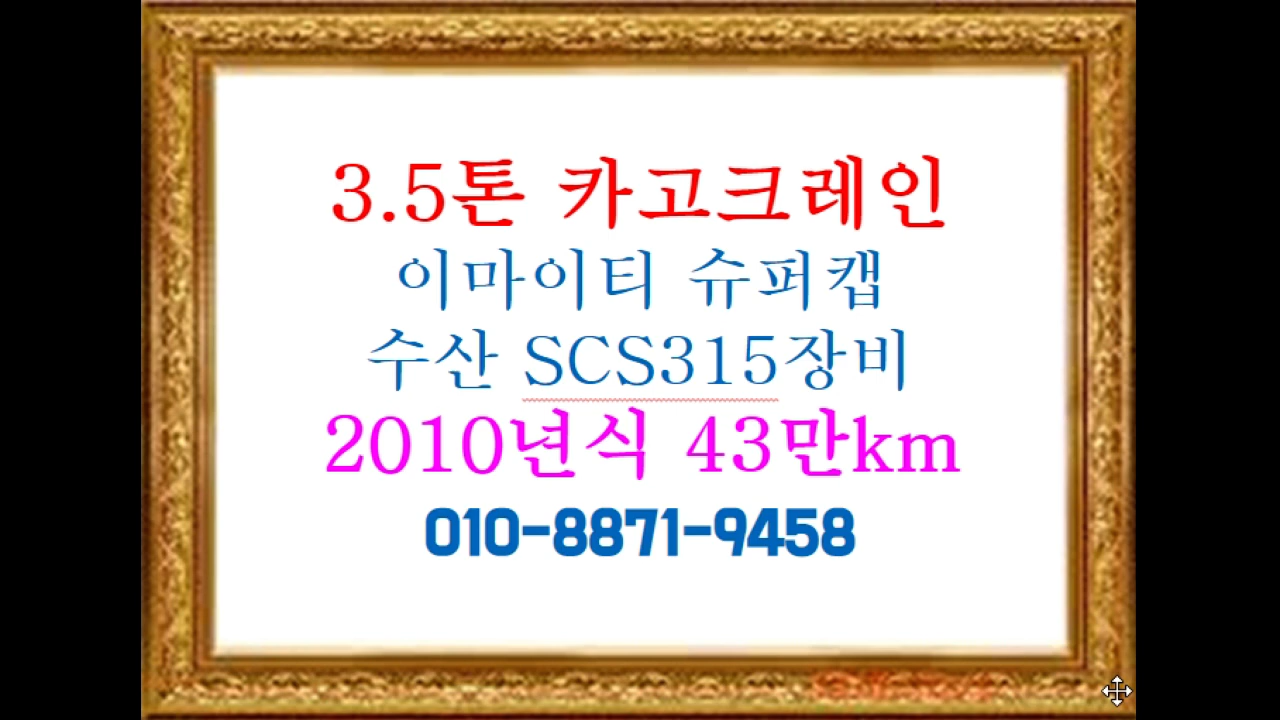 3.5톤 카고크레인
이마이티 슈퍼캡
수산 SCS315장비
2010년식 43만km
010-8871-9458